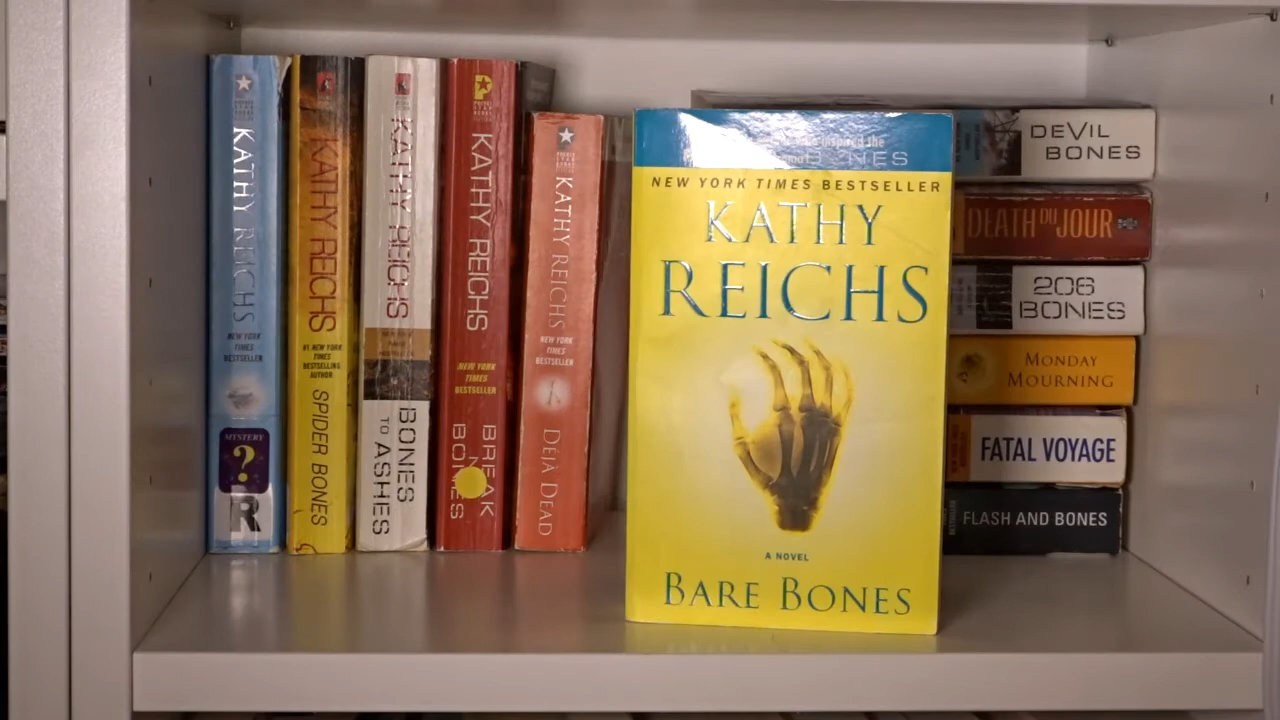 KATHY REICHS
NEW YORK
TIMES
BESTSELLER
MYSTERY
?
R
KATHY REICHS
#1 NEW YORK
TIMES
BESTSELLING
AUTHOR
SPIDER BONES
KATHY REICHS
BONES
TO ASHES
KATHY REICHS
NEW YORK
TIMES
BESTSELLER
BREAK
BONES
KATHY REICHS
NEW YORK
TIMES
BESTSELLER
DÉJÀ DEAD
inspired the
BONES
NEW YORK TIMES BESTSELLER
KATHY
REICHS
A NOVEL
BARE BONES
DEVIL
BONES
DEATH DU JOUR
206
BONES
MONDAY
MOURNING
FATAL VOYAGE
FLASH AND BONES